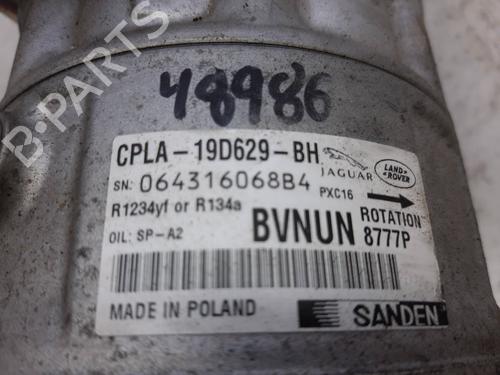 48986
CPLA-19D629-BH
JAGUAR
LAND ROVER
SN: 064316068B4
PXC16
R1234yf or R134a
ROTATION
OIL: SP-A2
BVNUN
8777P
MADE IN POLAND
SANDEN
B-PARTS